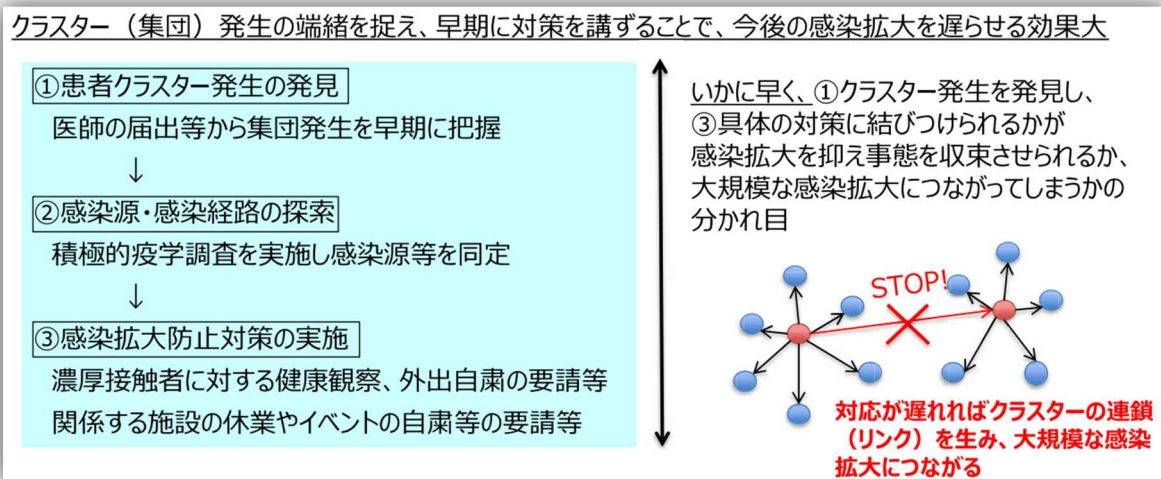 クラスター（集団）発生の端緒を捉え、早期に対策を講ずることで、今後の感染拡大を遅らせる効果大
①患者クラスター発生の発見
医師の届出等から集団発生を早期に把握
↓
②感染源・感染経路の探索
積極的疫学調査を実施し感染源等を同定
↓
③感染拡大防止対策の実施
濃厚接触者に対する健康観察、外出自粛の要請等
関係する施設の休業やイベントの自粛等の要請等
いかに早く、①クラスター発生を発見し、
③具体の対策に結びつけられるかが
感染拡大を抑え事態を収束させられるか、
大規模な感染拡大につながってしまうかの
分かれ目
STOP!
対応が遅れればクラスターの連鎖
（リンク）を生み、大規模な感染
拡大につながる